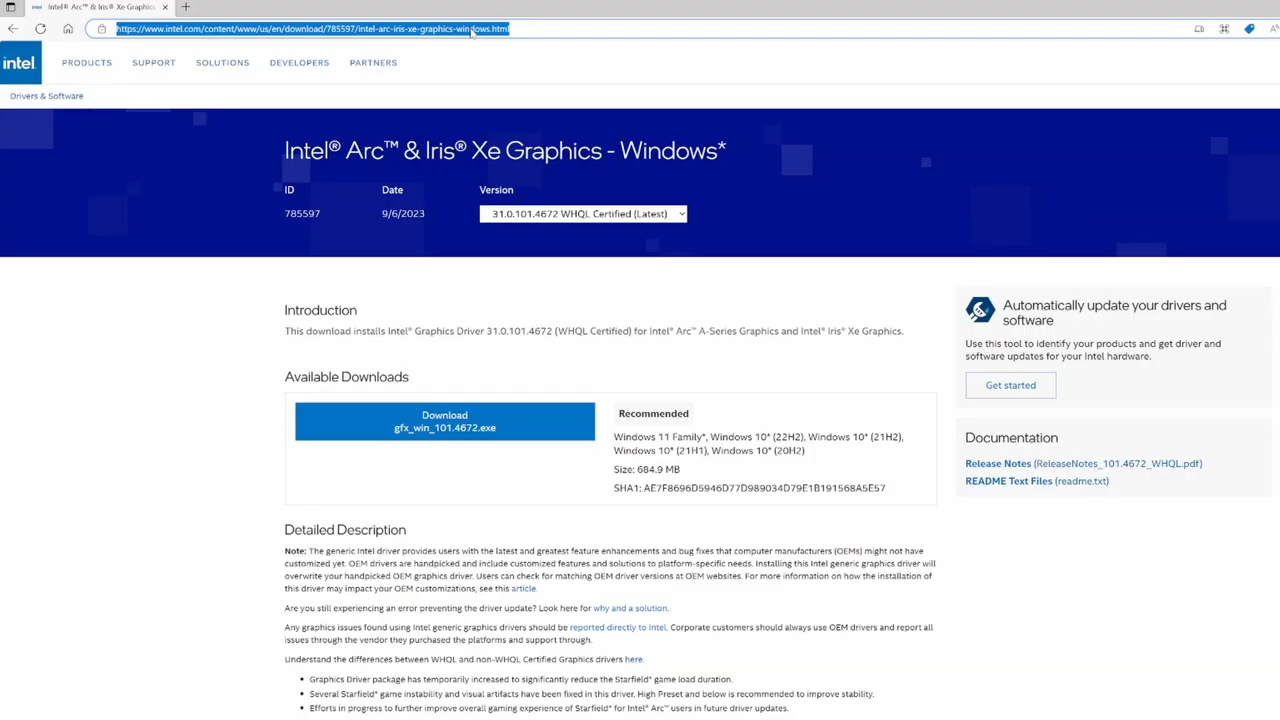 Intel® Arc™ & Iris® Xe Graphics
https://www.intel.com/content/www/us/en/download/785597/intel-arc-iris-xe-graphics-windows.html
intel.
PRODUCTS
SUPPORT
SOLUTIONS
DEVELOPERS
PARTNERS
Drivers & Software
Intel® Arc™ & Iris® Xe Graphics - Windows*
ID
Date
Version
785597
9/6/2023
31.0.101.4672 WHQL Certified (Latest)
Introduction
This download installs Intel® Graphics Driver 31.0.101.4672 (WHQL Certified) for Intel® Arc™ A-Series Graphics and Intel® Iris® Xe Graphics.
Available Downloads
Download
gfx_win_101.4672.exe
Recommended
Windows 11 Family*, Windows 10* (22H2), Windows 10* (21H2),
Windows 10* (21H1), Windows 10* (20H2)
Size: 684.9 MB
SHA1: AE7F8696D5946D77D989034D79E1B191568A5E57
Detailed Description
Note: The generic Intel driver provides users with the latest and greatest feature enhancements and bug fixes that computer manufacturers (OEMs) might not have
customized yet. OEM drivers are handpicked and include customized features and solutions to platform-specific needs. Installing this Intel generic graphics driver will
overwrite your handpicked OEM graphics driver. Users can check for matching OEM driver versions at OEM websites. For more information on how the installation of
this driver may impact your OEM customizations, see this article.
Are you still experiencing an error preventing the driver update? Look here for why and a solution.
Any graphics issues found using Intel generic graphics drivers should be reported directly to Intel. Corporate customers should always use OEM drivers and report all
issues through the vendor they purchased the platforms and support through.
Understand the differences between WHQL and non-WHQL Certified Graphics drivers here.
• Graphics Driver package has temporarily increased to significantly reduce the Starfield* game load duration.
• Several Starfield* game instability and visual artifacts have been fixed in this driver. High Preset and below is recommended to improve stability.
• Efforts in progress to further improve overall gaming experience of Starfield* for Intel® Arc™ users in future driver updates.
Automatically update your drivers and
software
Use this tool to identify your products and get driver and
software updates for your Intel hardware.
Get started
Documentation
Release Notes (ReleaseNotes_101.4672_WHQL.pdf)
README Text Files (readme.txt)